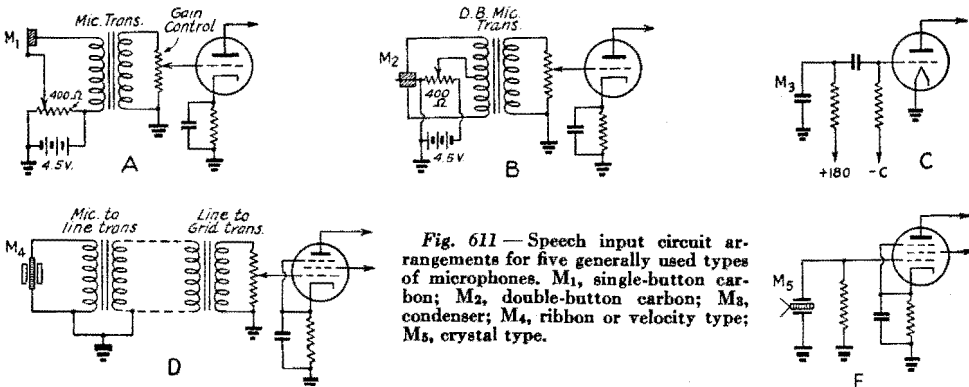 Mic. Trans.
Gain
Control
M1
400 Ω
4.5 V.
A
D.B. Mic.
Trans.
M2
400
Ω
4.5 V.
B
M3
+180
-C
C
Mic. to
line trans
Line to
Grid trans.
M4
D
Fig. 611 — Speech input circuit ar-
rangements for five generally used types
of microphones. M1, single-button car-
bon; M2, double-button carbon; M3,
condenser; M4, ribbon or velocity type;
M5, crystal type.
M5
E